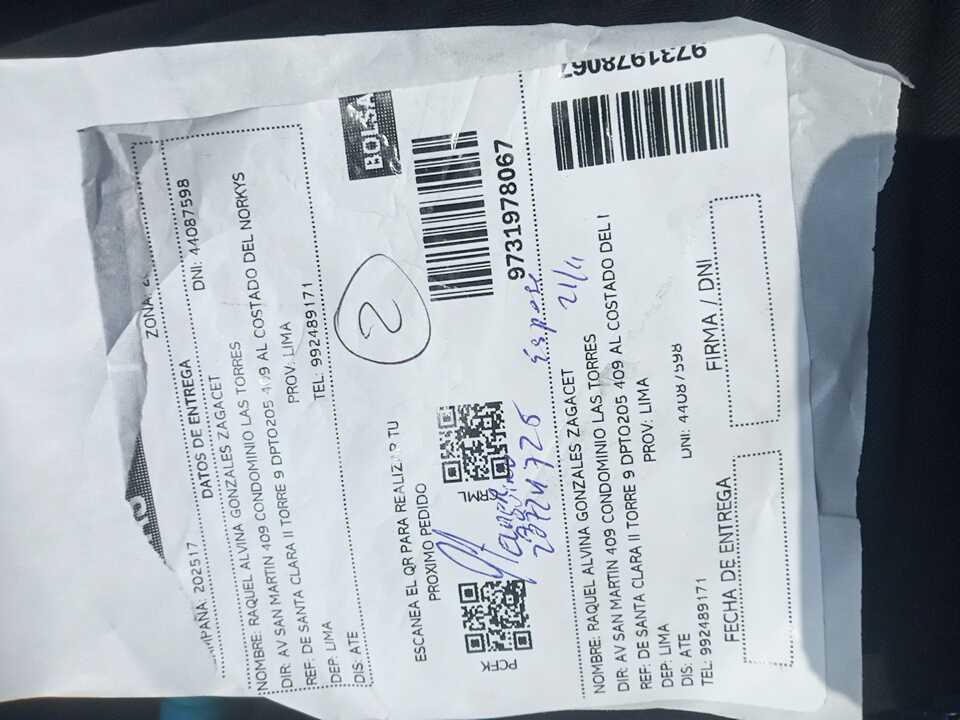 ZONA: 2
CAMPAÑA: 202517
DATOS DE ENTREGA
DNI: 44087598
NOMBRE: RAQUEL ALVINA GONZALES ZAGACET
DIR: AV SAN MARTIN 409 CONDOMINIO LAS TORRES
REF: DE SANTA CLARA II TORRE 9 DPTO205 409 AL COSTADO DEL NORKYS
DEP: LIMA PROV: LIMA
DIS: ATE TEL: 992489171
BOLSA
2
ESCANEA EL QR PARA REALIZAR TU
PROXIMO PEDIDO
9731978067
Esposo
21/11
NOMBRE: RAQUEL ALVINA GONZALES ZAGACET
DIR: AV SAN MARTIN 409 CONDOMINIO LAS TORRES
REF: DE SANTA CLARA II TORRE 9 DPTO205 409 AL COSTADO DEL I
DEP: LIMA PROV: LIMA
DIS: ATE
TEL: 992489171 DNI: 44087598
FECHA DE ENTREGA FIRMA / DNI
9731978067